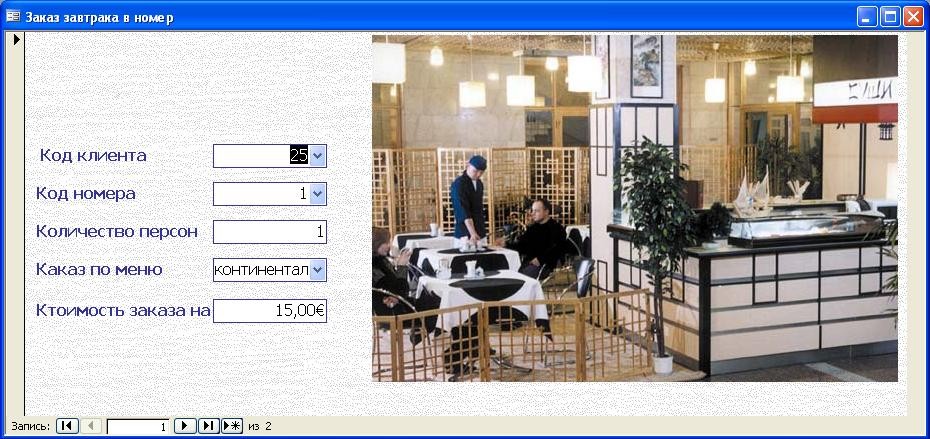 Заказ завтрака в номер
Код клиента 25
Код номера 1
Количество персон 1
Каказ по меню континентал
Ктоимость заказа на 15,00€
Запись: 1 из 2